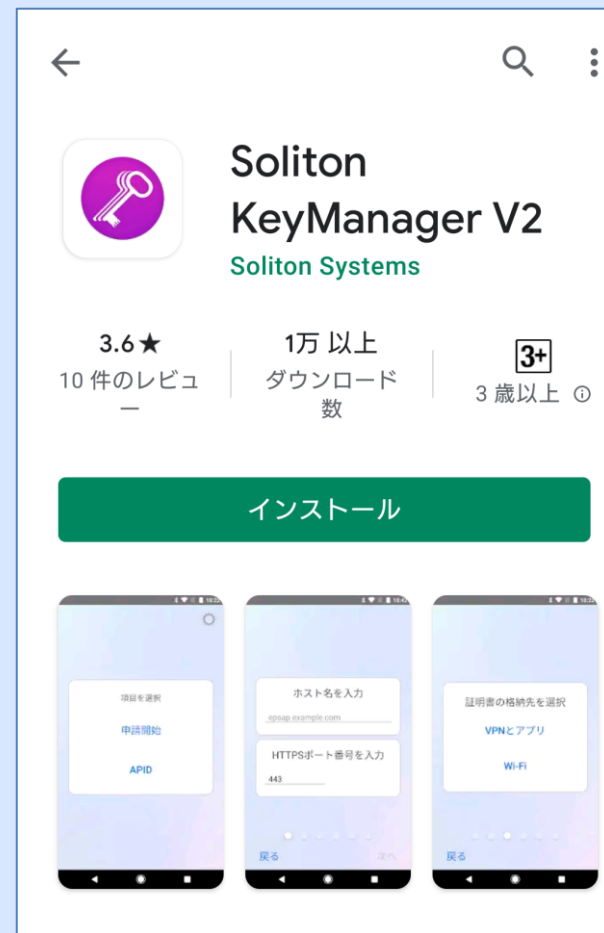 Soliton
KeyManager V2
Soliton Systems
3.6★
10 件のレビュ
ー
1万 以上
ダウンロード
数
3+
3 歳以上
インストール
18:22
項目を選択
申請開始
APID
ホスト名を入力
epsap.example.com
HTTPSポート番号を入力
443
戻る
次へ
証明書の格納先を選択
VPNとアプリ
Wi-Fi
戻る